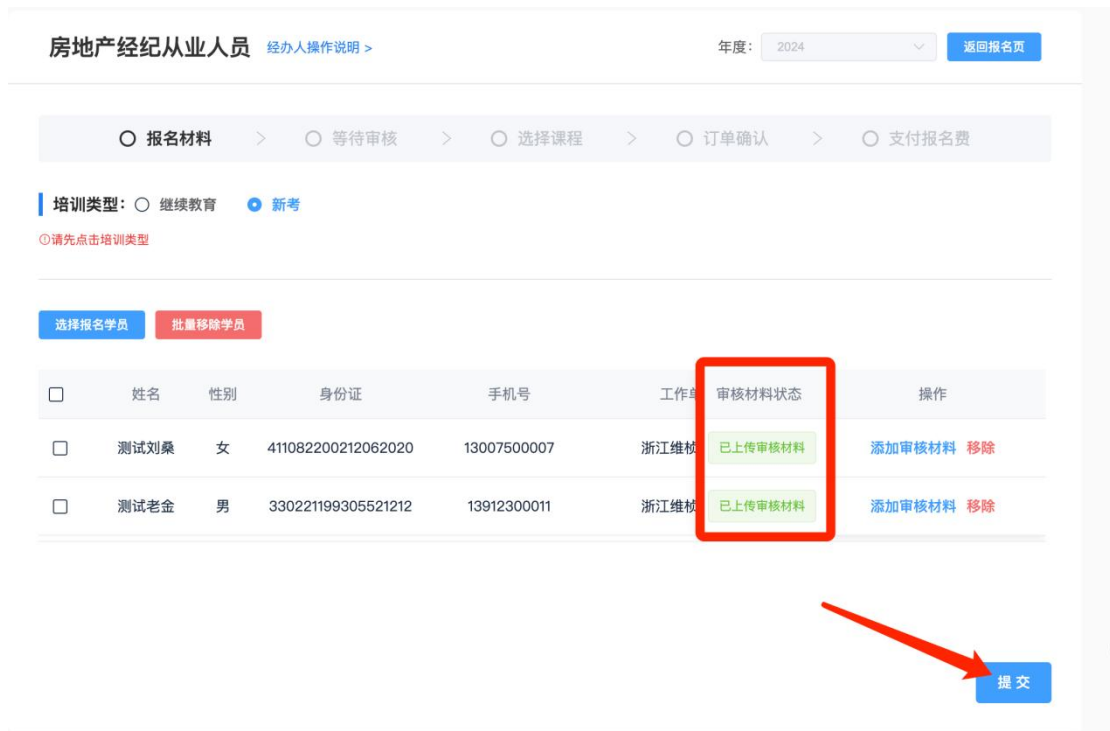 房地产经纪从业人员 经办人操作说明 > 年度： 2024 返回报名页
报名材料 > 等待审核 > 选择课程 > 订单确认 > 支付报名费
培训类型： 继续教育 新考
请先点击培训类型
选择报名学员 批量移除学员
姓名 性别 身份证 手机号 工作 审核材料状态 操作
测试刘桑 女 411082200212062020 13007500007 浙江维桢 已上传审核材料 添加审核材料 移除
测试老金 男 330221199305521212 13912300011 浙江维桢 已上传审核材料 添加审核材料 移除
提交